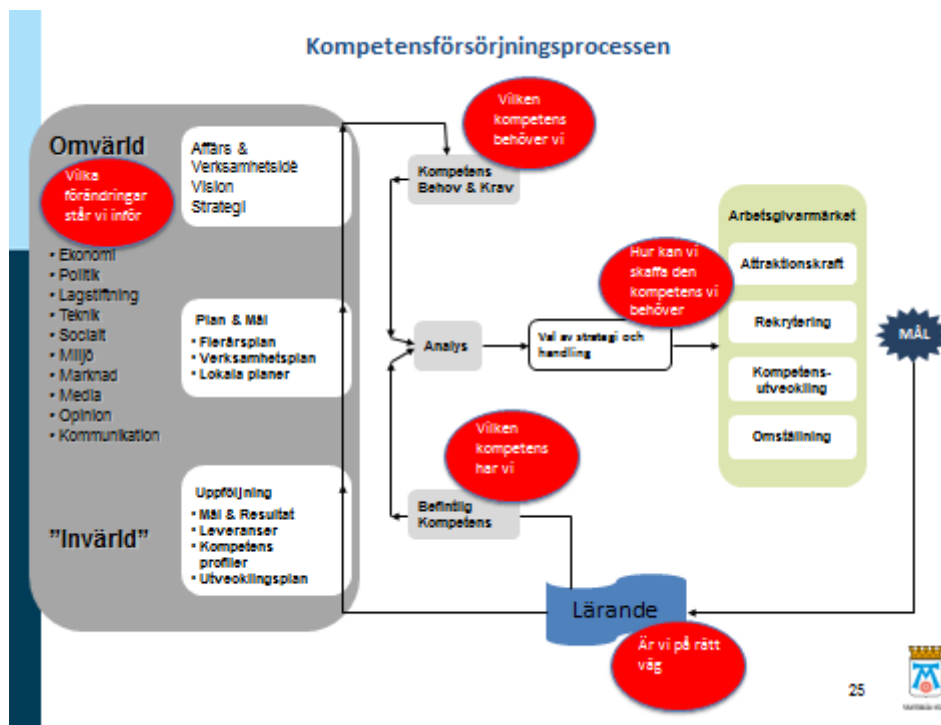 Kompetensförsörjningsprocessen
Omvärld
Vilka
förändringar
står vi inför
• Ekonomi
• Politik
• Lagstiftning
• Teknik
• Socialt
• Miljö
• Marknad
• Media
• Opinion
• Kommunikation
"Invärld"
Affärs &
Verksamhetsidé
Vision
Strategi
Plan & Mål
• Flerårsplan
• Verksamhetsplan
• Lokala planer
Uppföljning
• Mål & Resultat
• Leveranser
• Kompetens
profiler
• Utvecklingsplan
Vilken
kompetens
behöver vi
Kompetens
Behov & Krav
Analys
Vilken
kompetens
har vi
Befintlig
Kompetens
Hur kan vi
skaffa den
kompetens vi
behöver
Val av strategi och
handling
Arbetsgivarmärket
Attraktionskraft
Rekrytering
Kompetens-
utveckling
Omställning
MÅL
Lärande
Är vi på rätt
väg
25